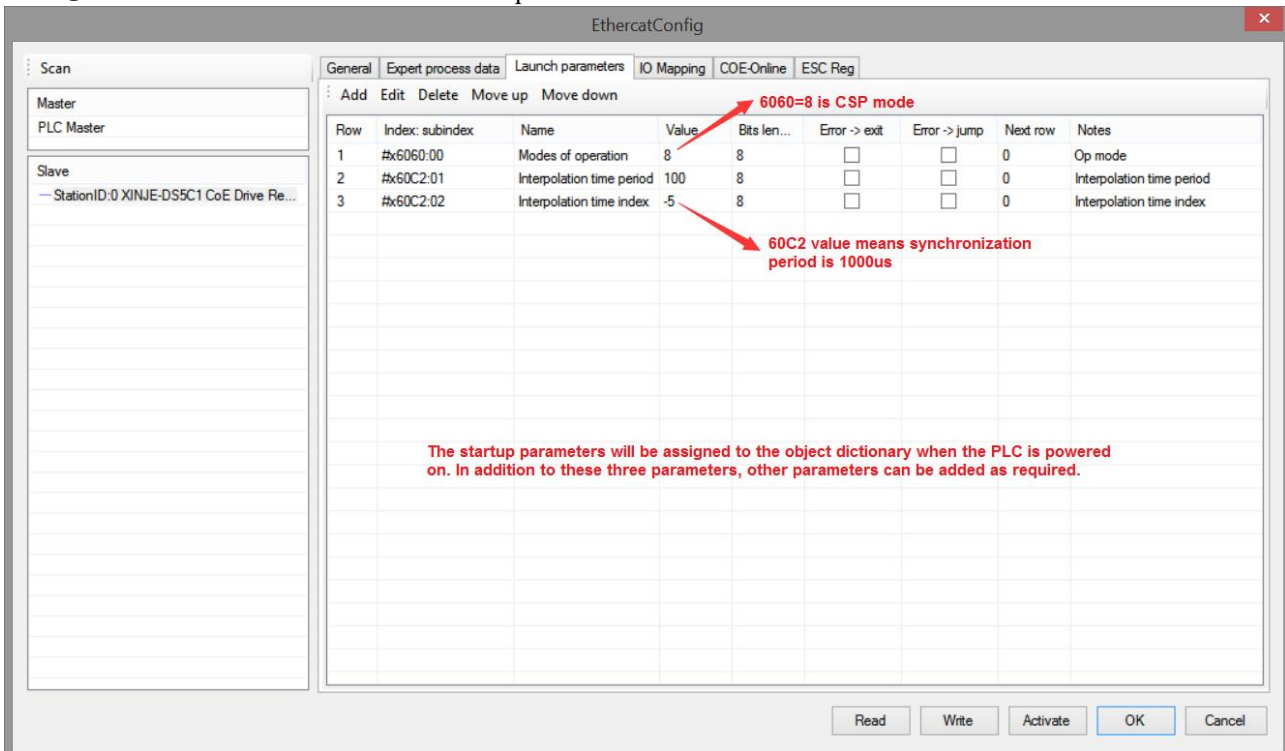 EthercatConfig
Scan
Master
PLC Master
Slave
StationID:0 XINJE-DS5C1 CoE Drive Re...
General Expert process data Launch parameters IO Mapping COE-Online ESC Reg
Add Edit Delete Move up Move down
6060=8 is CSP mode
Row Index: subindex Name Value Bits len... Error -> exit Error -> jump Next row Notes
1 #x6060:00 Modes of operation 8 8 0 Op mode
2 #x60C2:01 Interpolation time period 100 8 0 Interpolation time period
3 #x60C2:02 Interpolation time index -5 8 0 Interpolation time index
60C2 value means synchronization
period is 1000us
The startup parameters will be assigned to the object dictionary when the PLC is powered
on. In addition to these three parameters, other parameters can be added as required.
Read Write Activate OK Cancel